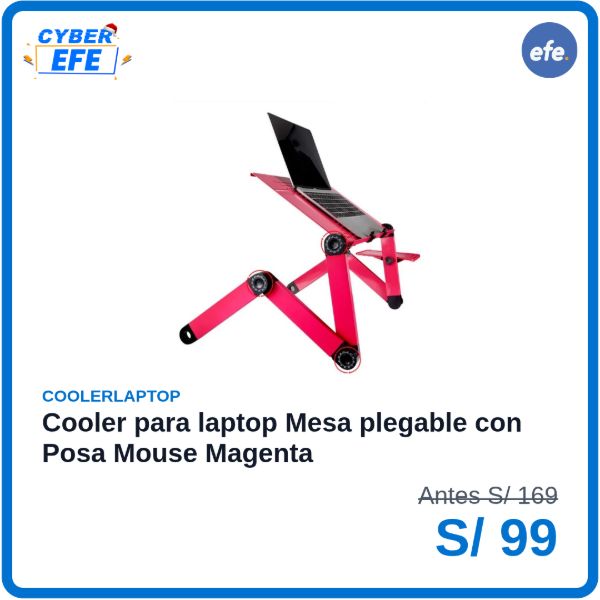 CYBER
EFE
efe.
COOLERLAPTOP
Cooler para laptop Mesa plegable con
Posa Mouse Magenta
Antes S/ 169
S/ 99